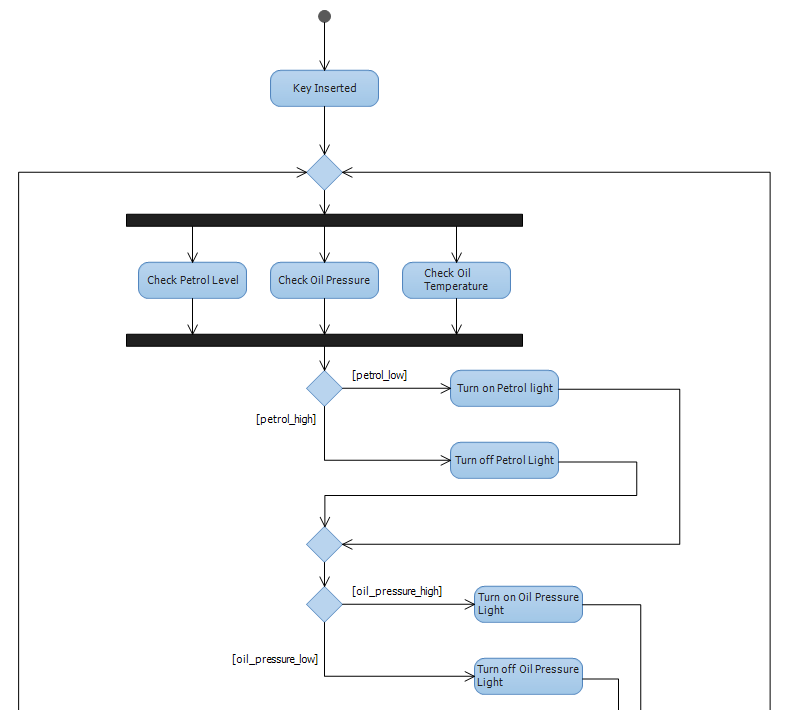 Key Inserted
Check Petrol Level
Check Oil Pressure
Check Oil
Temperature
[petrol_low]
Turn on Petrol light
[petrol_high]
Turn off Petrol Light
[oil_pressure_high]
Turn on Oil Pressure
Light
[oil_pressure_low]
Turn off Oil Pressure
Light